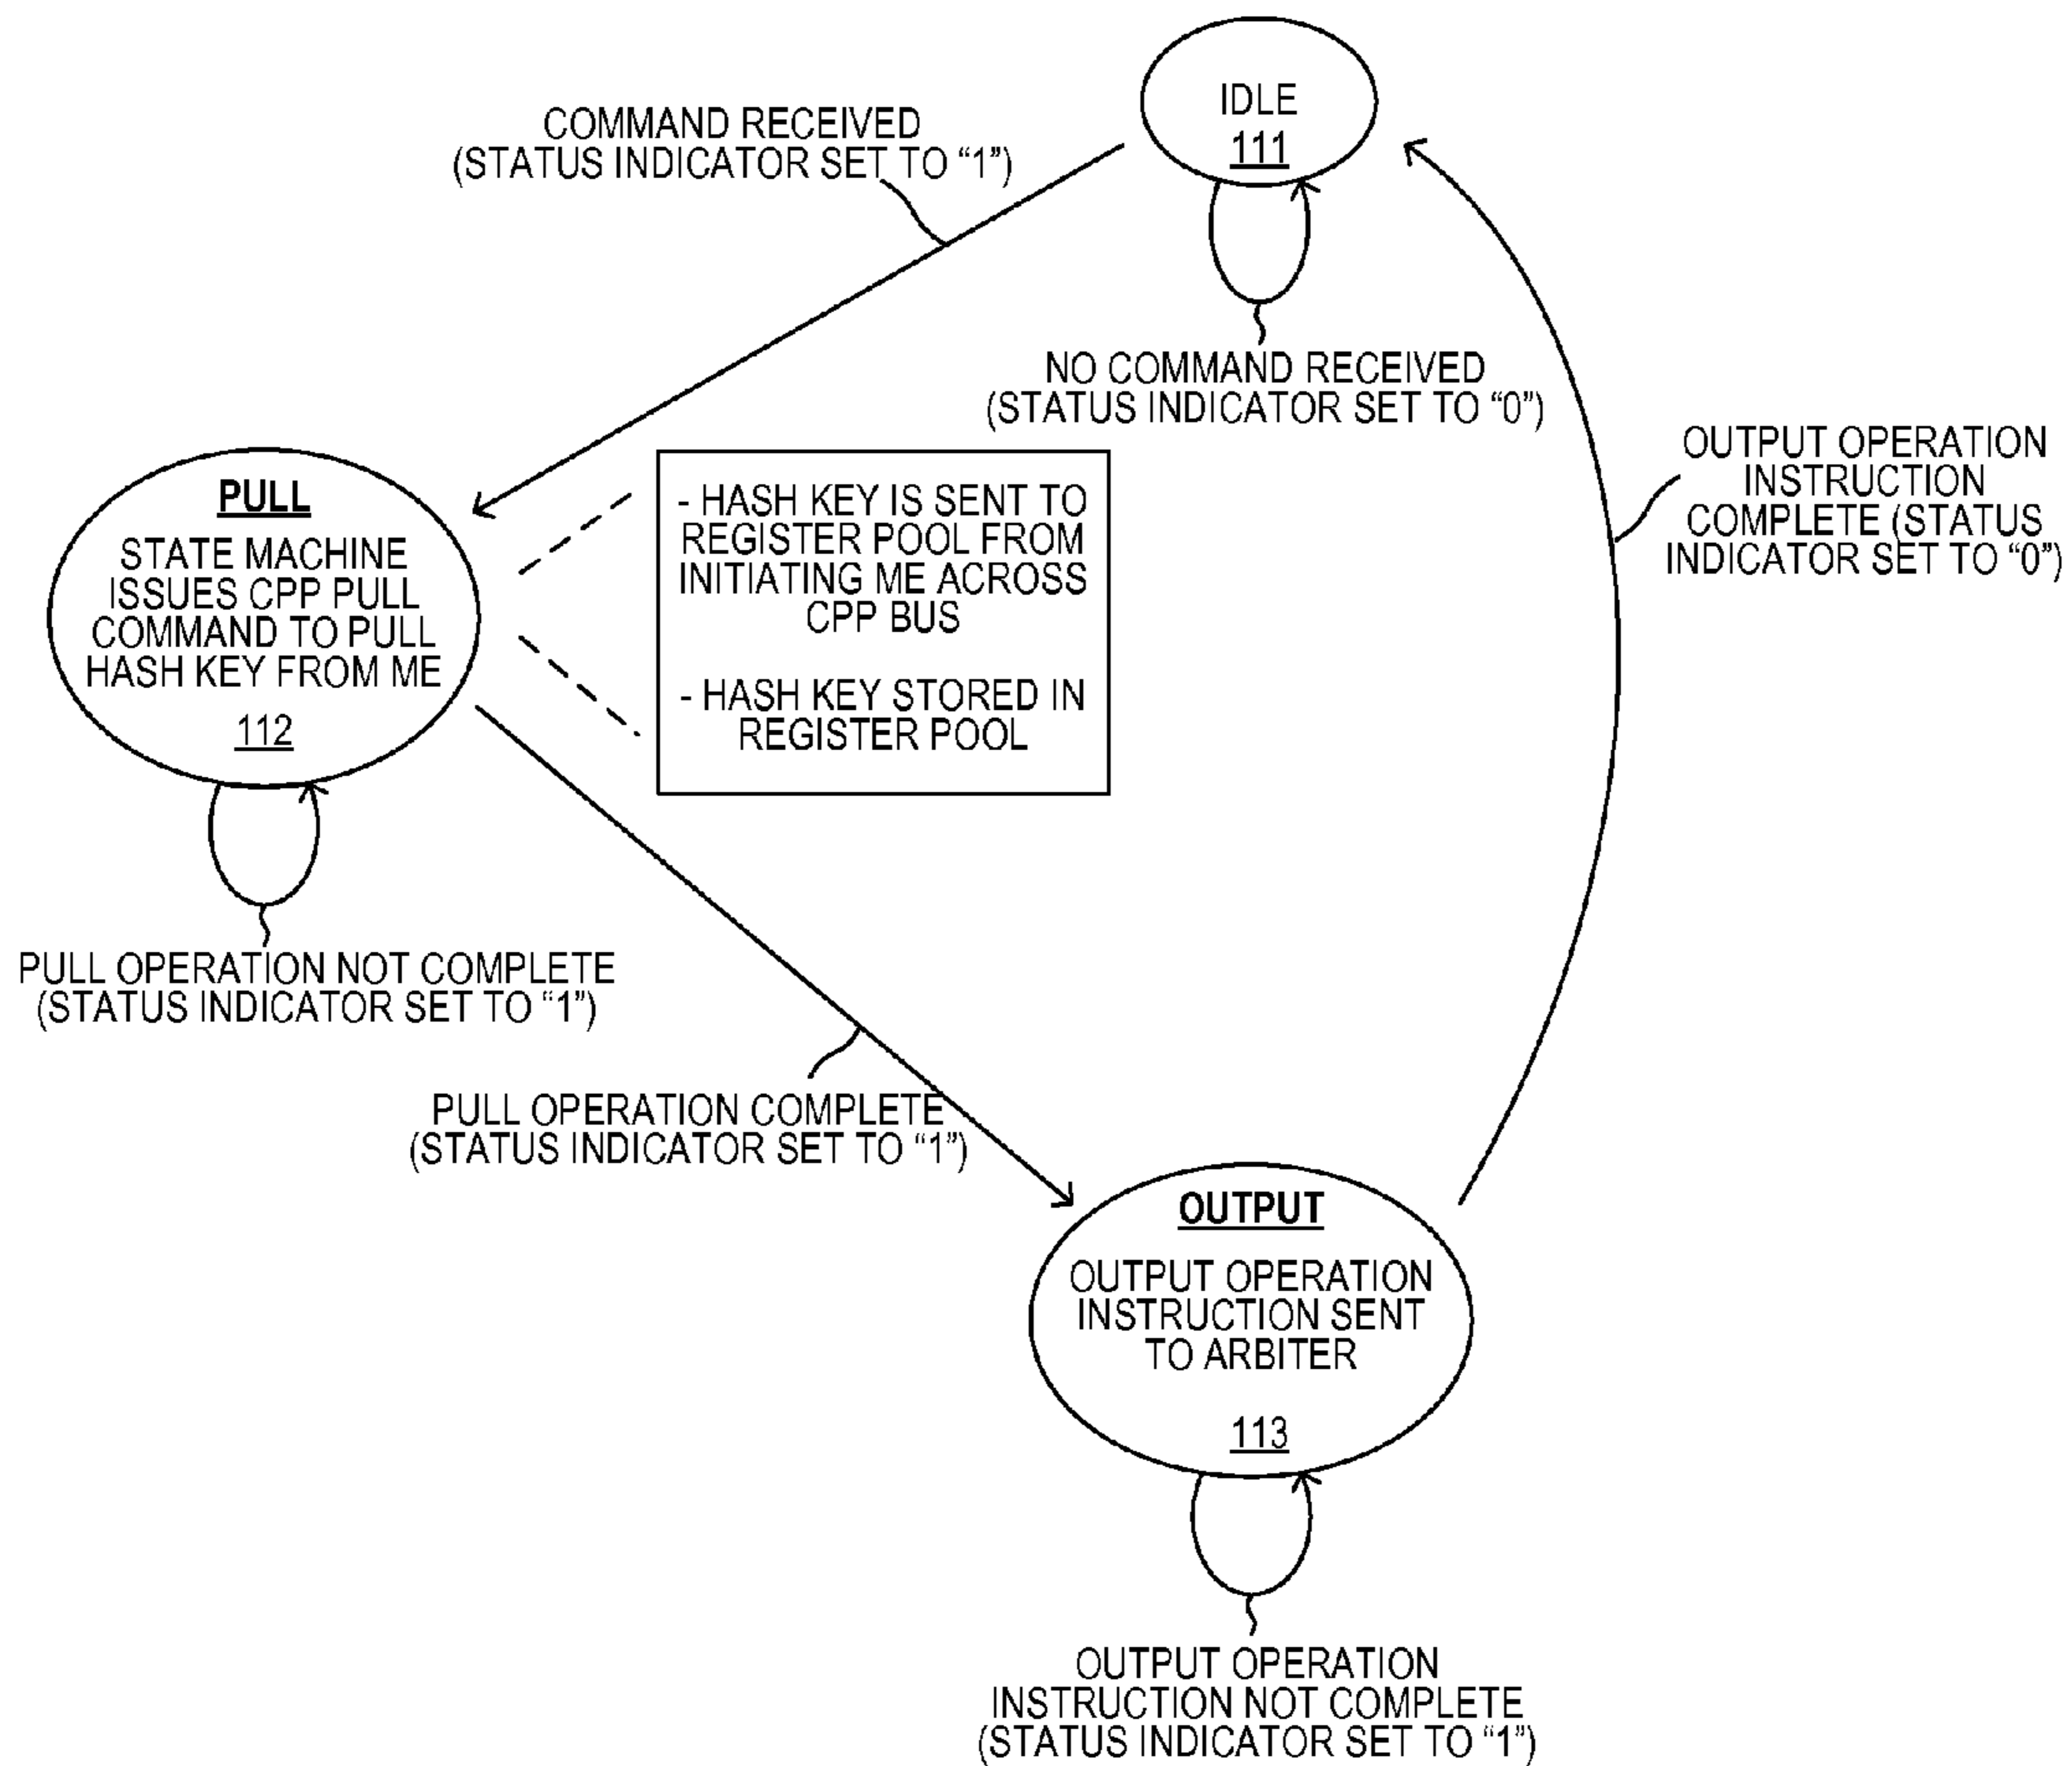 IDLE
111
COMMAND RECEIVED
(STATUS INDICATOR SET TO “1”)
NO COMMAND RECEIVED
(STATUS INDICATOR SET TO “0”)
OUTPUT OPERATION
INSTRUCTION
COMPLETE (STATUS
INDICATOR SET TO “0”)
PULL
STATE MACHINE
ISSUES CPP PULL
COMMAND TO PULL
HASH KEY FROM ME
112
- HASH KEY IS SENT TO
REGISTER POOL FROM
INITIATING ME ACROSS
CPP BUS
- HASH KEY STORED IN
REGISTER POOL
PULL OPERATION NOT COMPLETE
(STATUS INDICATOR SET TO “1”)
PULL OPERATION COMPLETE
(STATUS INDICATOR SET TO “1”)
OUTPUT
OUTPUT OPERATION
INSTRUCTION SENT
TO ARBITER
113
OUTPUT OPERATION
INSTRUCTION NOT COMPLETE
(STATUS INDICATOR SET TO “1”)